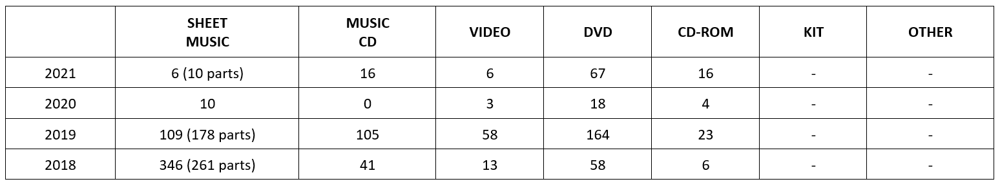 SHEET MUSIC MUSIC CD VIDEO DVD CD-ROM KIT OTHER
2021 6 (10 parts) 16 6 67 16 - -
2020 10 0 3 18 4 - -
2019 109 (178 parts) 105 58 164 23 - -
2018 346 (261 parts) 41 13 58 6 - -